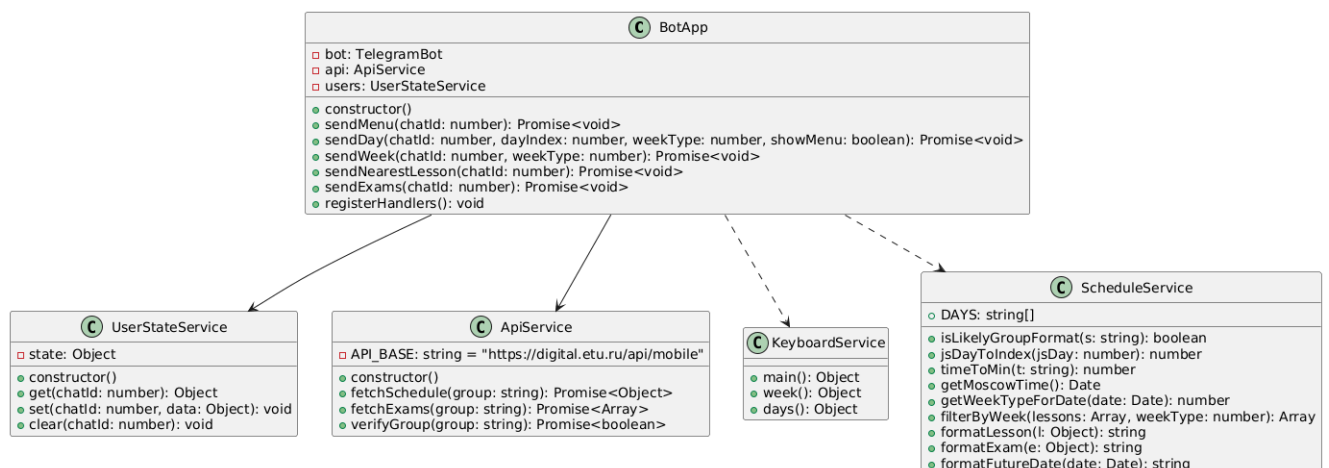 C BotApp
bot: TelegramBot
api: ApiService
users: UserStateService
constructor()
sendMenu(chatId: number): Promise<void>
sendDay(chatId: number, dayIndex: number, weekType: number, showMenu: boolean): Promise<void>
sendWeek(chatId: number, weekType: number): Promise<void>
sendNearestLesson(chatId: number): Promise<void>
sendExams(chatId: number): Promise<void>
registerHandlers(): void
C UserStateService
state: Object
constructor()
get(chatId: number): Object
set(chatId: number, data: Object): void
clear(chatId: number): void
C ApiService
API_BASE: string = "https://digital.etu.ru/api/mobile"
constructor()
fetchSchedule(group: string): Promise<Object>
fetchExams(group: string): Promise<Array>
verifyGroup(group: string): Promise<boolean>
C KeyboardService
main(): Object
week(): Object
days(): Object
C ScheduleService
DAYS: string[]
isLikelyGroupFormat(s: string): boolean
jsDayToIndex(jsDay: number): number
timeToMin(t: string): number
getMoscowTime(): Date
getWeekTypeForDate(date: Date): number
filterByWeek(lessons: Array, weekType: number): Array
formatLesson(l: Object): string
formatExam(e: Object): string
formatFutureDate(date: Date): string